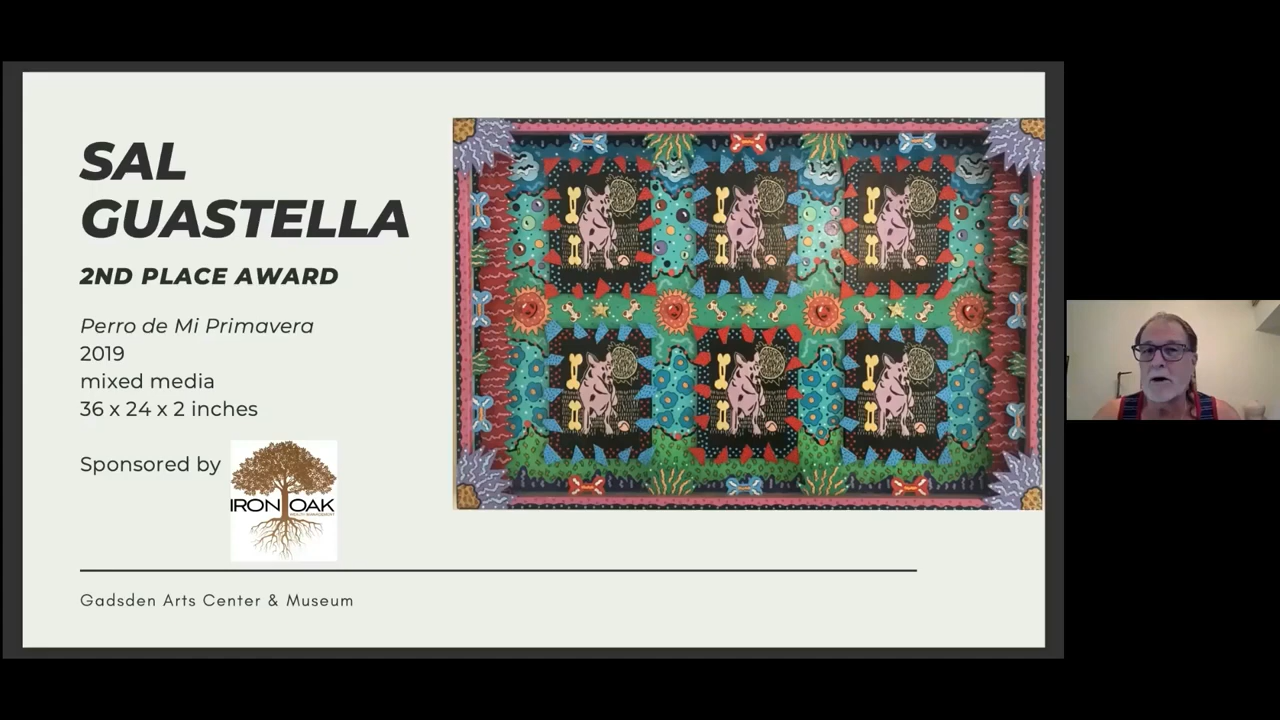 SAL
GUASTELLA
2ND PLACE AWARD
Perro de Mi Primavera
2019
mixed media
36 x 24 x 2 inches
Sponsored by
IRON OAK
Gadsden Arts Center & Museum